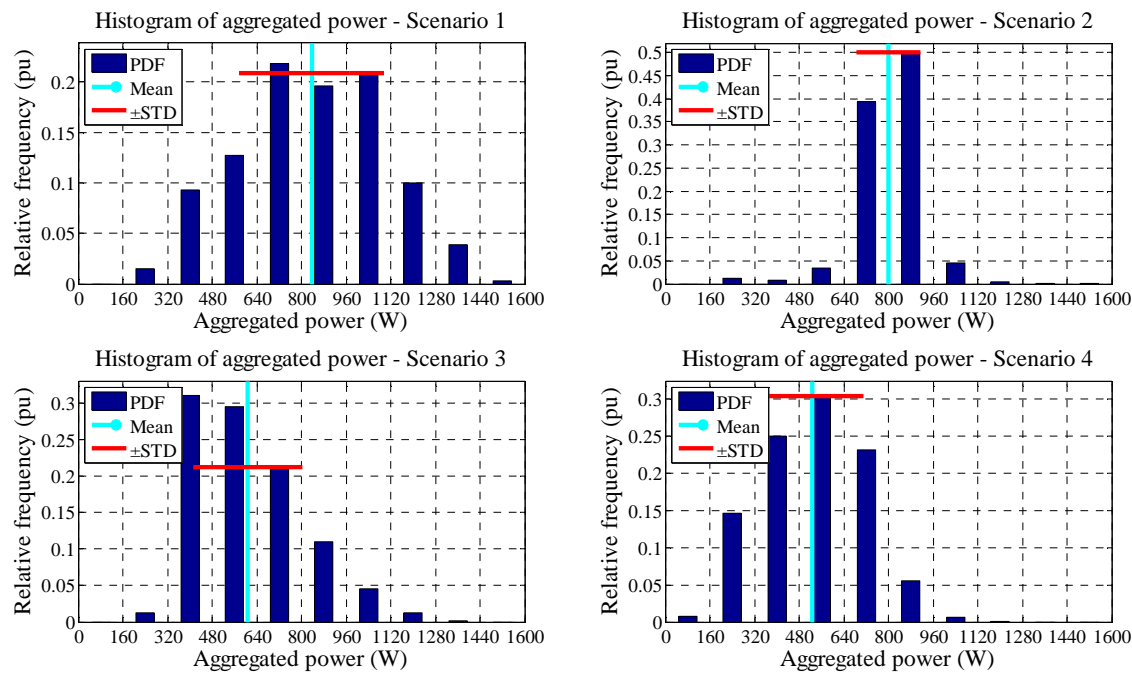 Histogram of aggregated power - Scenario 1
Relative frequency (pu)
0.2
0.15
0.1
0.05
0
PDF
Mean
±STD
0 160 320 480 640 800 960 1120 1280 1440 1600
Aggregated power (W)
Histogram of aggregated power - Scenario 2
Relative frequency (pu)
0.5
0.45
0.4
0.35
0.3
0.25
0.2
0.15
0.1
0.05
0
PDF
Mean
±STD
0 160 320 480 640 800 960 1120 1280 1440 1600
Aggregated power (W)
Histogram of aggregated power - Scenario 3
Relative frequency (pu)
0.3
0.25
0.2
0.15
0.1
0.05
0
PDF
Mean
±STD
0 160 320 480 640 800 960 1120 1280 1440 1600
Aggregated power (W)
Histogram of aggregated power - Scenario 4
Relative frequency (pu)
0.3
0.25
0.2
0.15
0.1
0.05
0
PDF
Mean
±STD
0 160 320 480 640 800 960 1120 1280 1440 1600
Aggregated power (W)